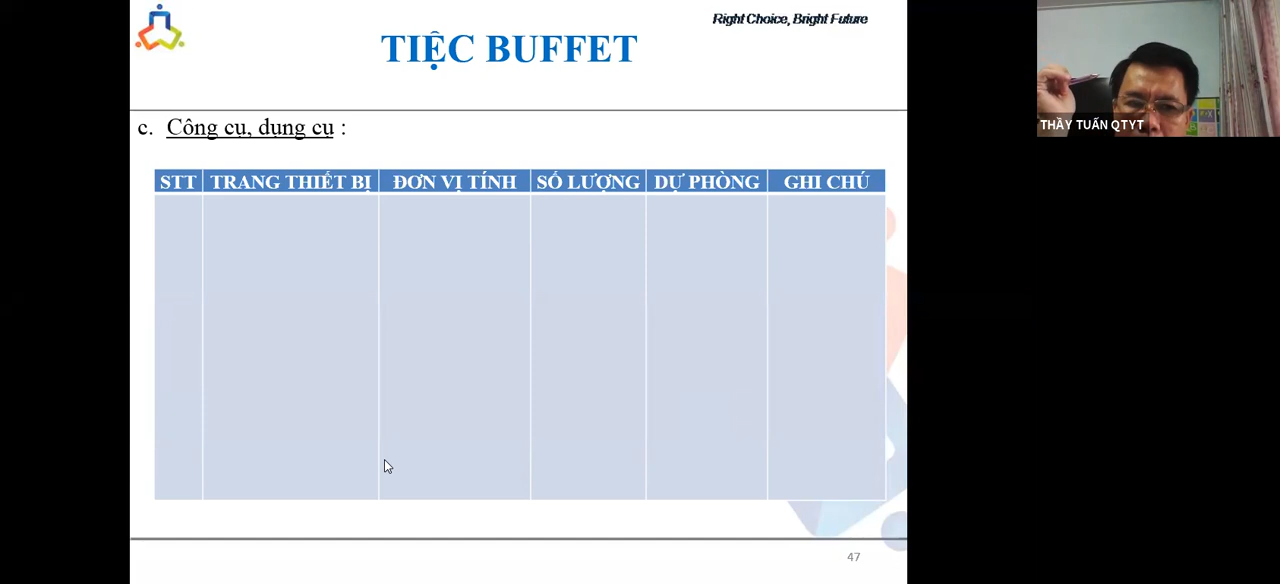 Right Choice, Bright Future
TIỆC BUFFET
c. Công cụ, dụng cụ :
STT TRANG THIẾT BỊ ĐƠN VỊ TÍNH SỐ LƯỢNG DỰ PHÒNG GHI CHÚ
47
THẦY TUẤN QTYT